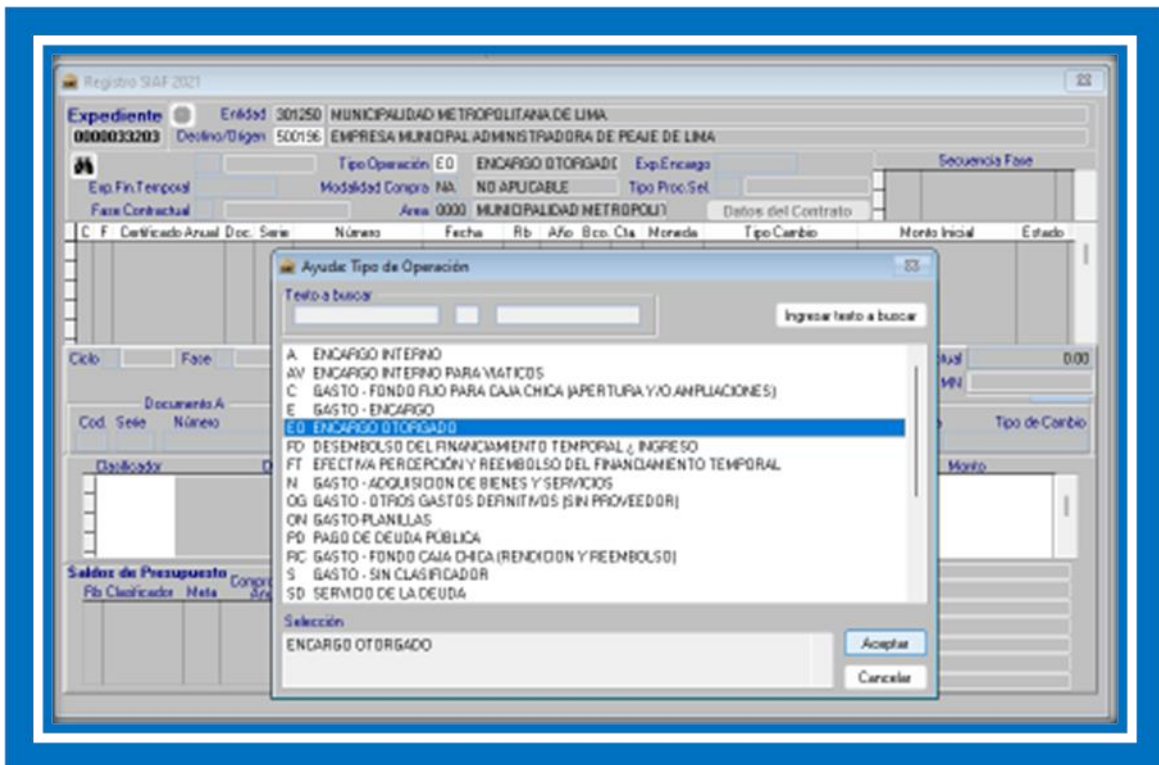 Registro SIAF 2021
Expediente Entidad 301250 MUNICIPALIDAD METROPOLITANA DE LIMA
0000033203 Destino/Origen 500196 EMPRESA MUNICIPAL ADMINISTRADORA DE PEAJE DE LIMA
Tipo Operación EO ENCARGO OTORGADO Exp.Encargo Secuencia Fase
Exp.Fin.Temporal Modalidad Compra NA NO APLICABLE Tipo Proc.Sel.
Fase Contractual Area 0000 MUNICIPALIDAD METROPOLI Datos del Contrato
C F Certificado Anual Doc. Serie Número Fecha Rb Año Bco. Cta Moneda Tipo Cambio Monto Inicial Estado
Ayuda: Tipo de Operación
Texto a buscar
Ingresar texto a buscar
A ENCARGO INTERNO
AV ENCARGO INTERNO PARA VIATICOS
C GASTO - FONDO FIJO PARA CAJA CHICA (APERTURA Y/O AMPLIACIONES)
E GASTO - ENCARGO
EO ENCARGO OTORGADO
FD DESEMBOLSO DEL FINANCIAMIENTO TEMPORAL ¿ INGRESO
FT EFECTIVA PERCEPCIÓN Y REEMBOLSO DEL FINANCIAMIENTO TEMPORAL
N GASTO - ADQUISICION DE BIENES Y SERVICIOS
OG GASTO - OTROS GASTOS DEFINITIVOS (SIN PROVEEDOR)
ON GASTO-PLANILLAS
PD PAGO DE DEUDA PÚBLICA
RC GASTO - FONDO CAJA CHICA (RENDICION Y REEMBOLSO)
S GASTO - SIN CLASIFICADOR
SD SERVICIO DE LA DEUDA
Selección
ENCARGO OTORGADO
Aceptar
Cancelar
Ciclo Fase
0.00
MN
Documento A
Cod. Serie Número Tipo de Cambio
Clasificador Monto
Saldos de Presupuesto
Rb Clasificador Meta